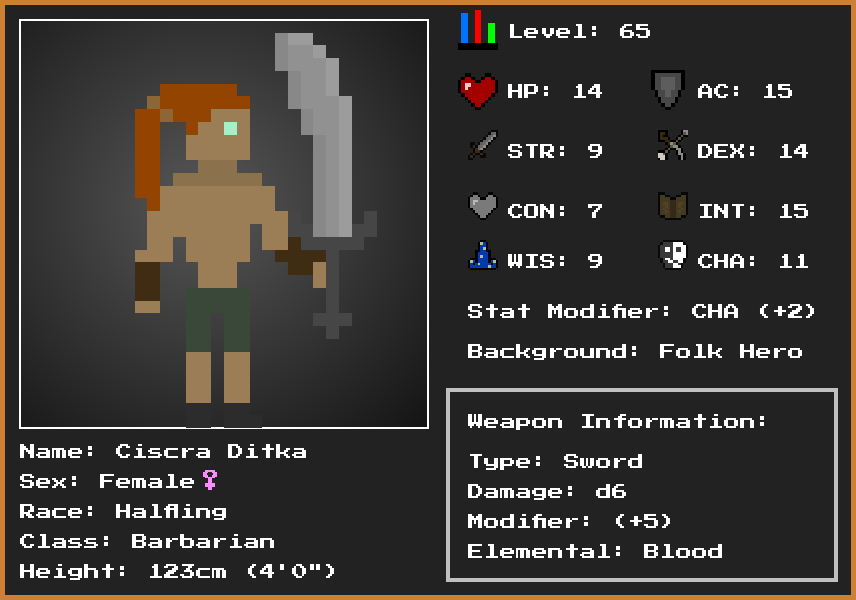 Level: 65
HP: 14
AC: 15
STR: 9
DEX: 14
CON: 7
INT: 15
WIS: 9
CHA: 11
Stat Modifier: CHA (+2)
Background: Folk Hero
Weapon Information:
Type: Sword
Damage: d6
Modifier: (+5)
Elemental: Blood
Name: Ciscra Ditka
Sex: Female♀
Race: Halfling
Class: Barbarian
Height: 123cm (4'0")